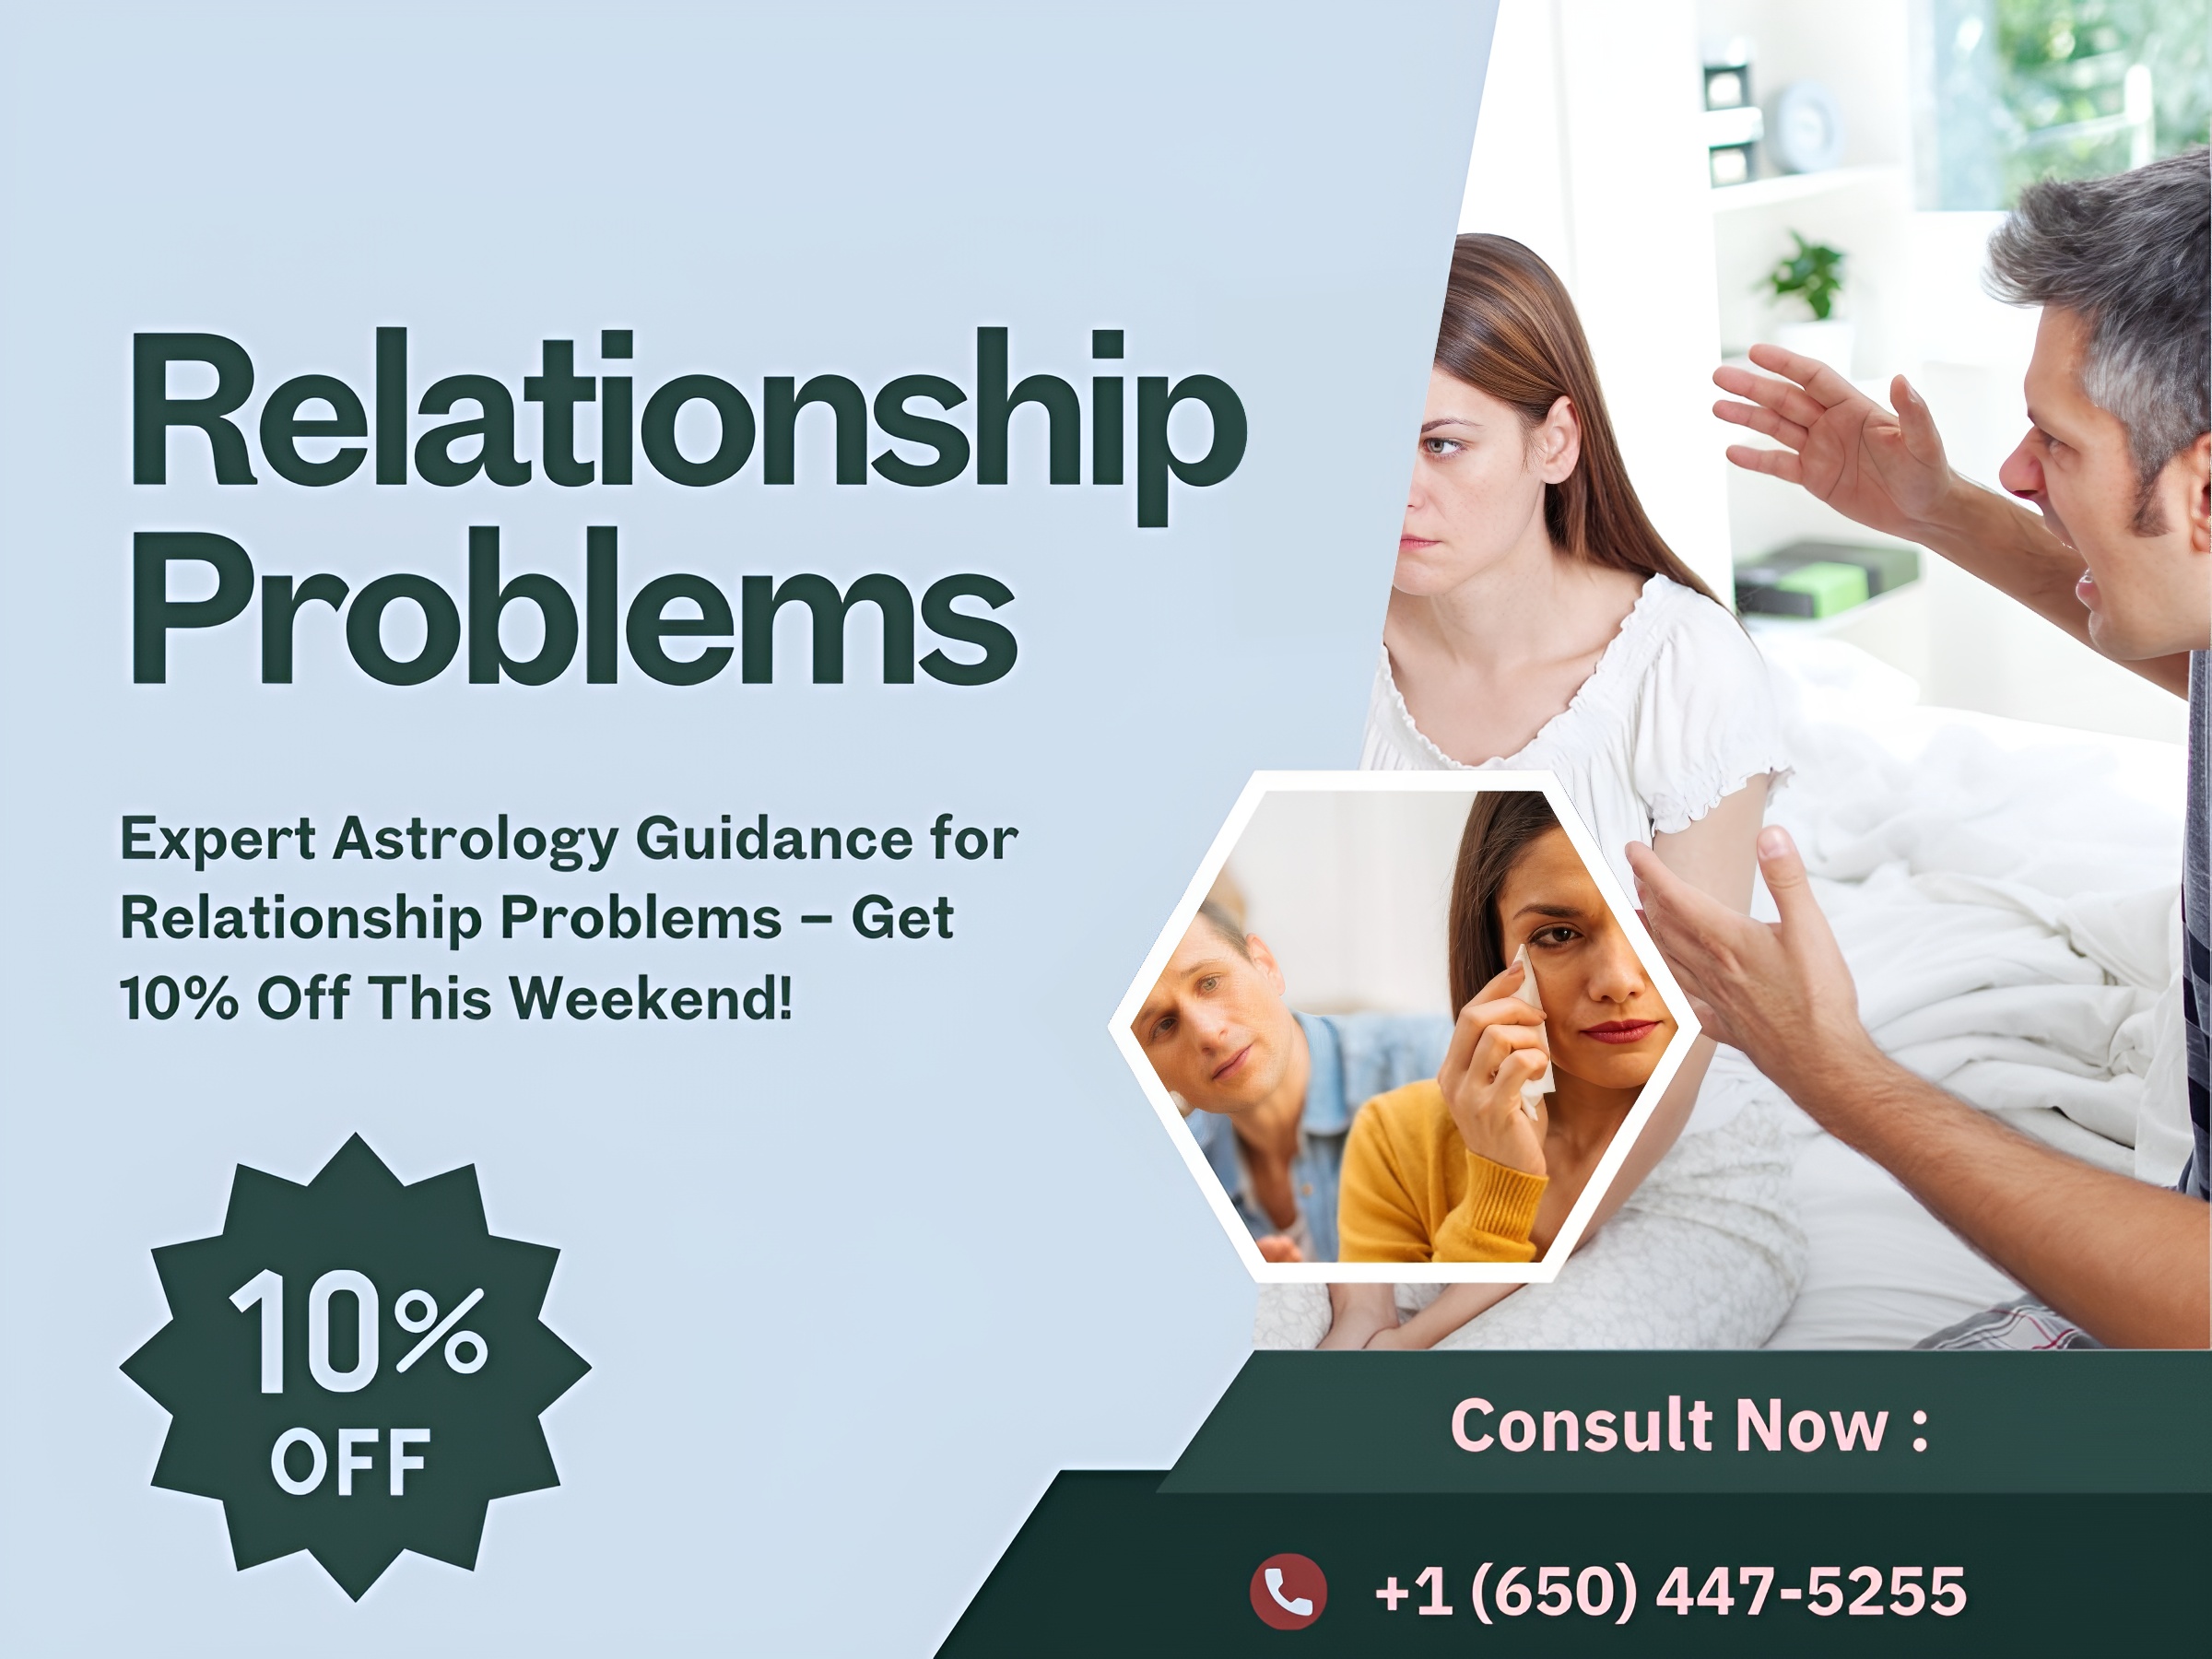 Relationship
Problems
Expert Astrology Guidance for
Relationship Problems – Get
10% Off This Weekend!
10%
OFF
Consult Now :
+1 (650) 447-5255